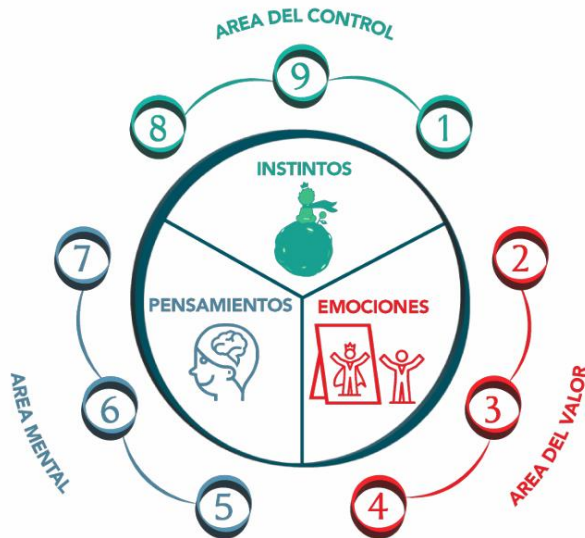 AREA DEL CONTROL
9
8
1
INSTINTOS
7
2
PENSAMIENTOS
EMOCIONES
6
3
AREA MENTAL
AREA DEL VALOR
5
4